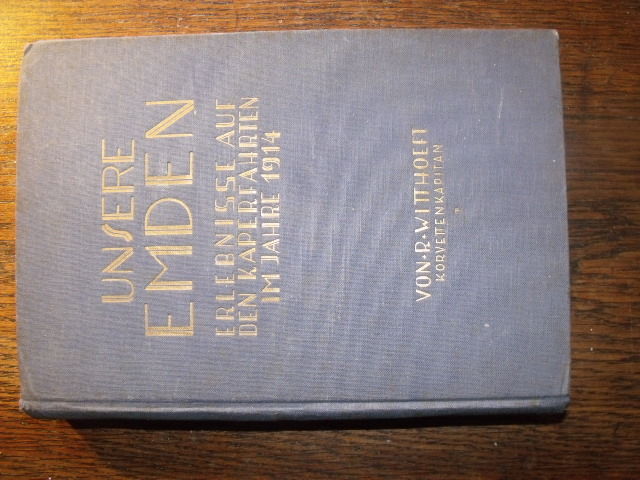 UNSERE
EMDEN
ERLEBNISSE AUF
DEN KAPERFAHRTEN
IM JAHRE 1914
VON·R·WITTHOEFT
KORVETTENKAPITÄN